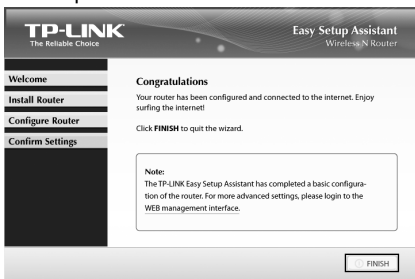 TP-LINK
The Reliable Choice
Easy Setup Assistant
Wireless N Router
Welcome
Install Router
Configure Router
Confirm Settings
Congratulations
Your router has been configured and connected to the internet. Enjoy
surfing the internet!
Click FINISH to quit the wizard.
Note:
The TP-LINK Easy Setup Assistant has completed a basic configura-
tion of the router. For more advanced settings, please login to the
WEB management interface.
FINISH